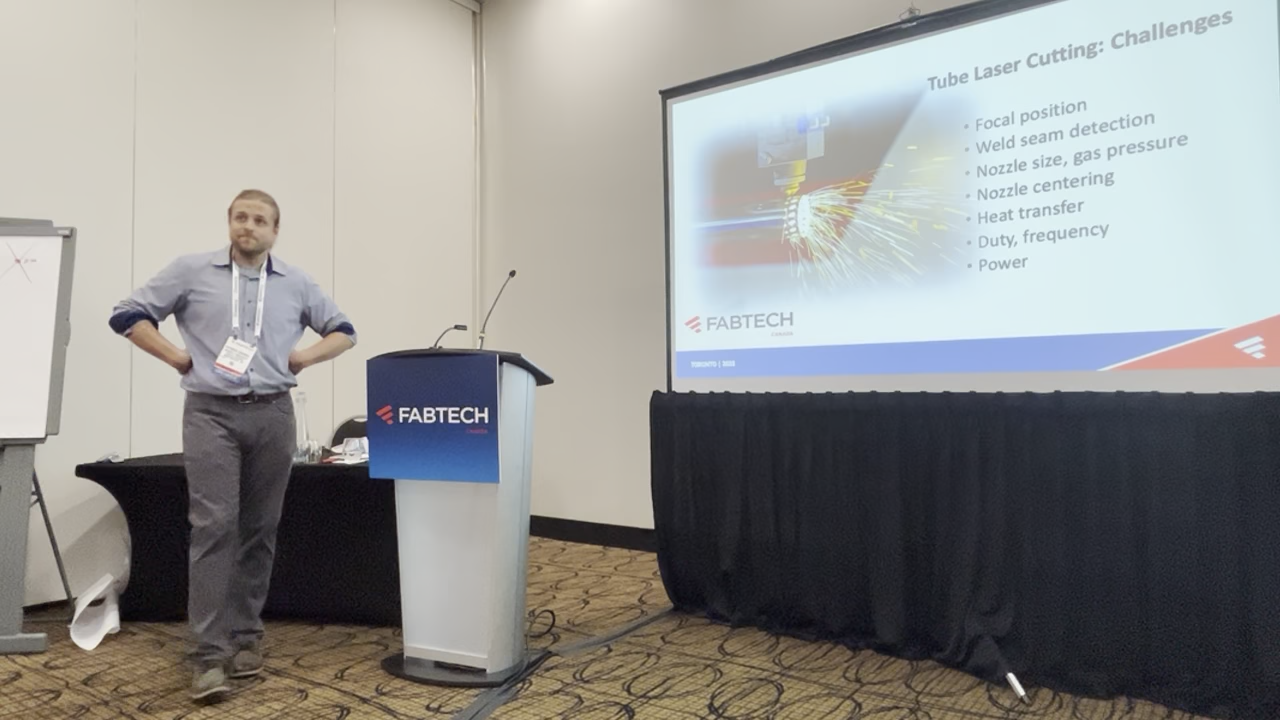 Tube Laser Cutting: Challenges
• Focal position
• Weld seam detection
• Nozzle size, gas pressure
• Nozzle centering
• Heat transfer
• Duty, frequency
• Power
FABTECH
FABTECH